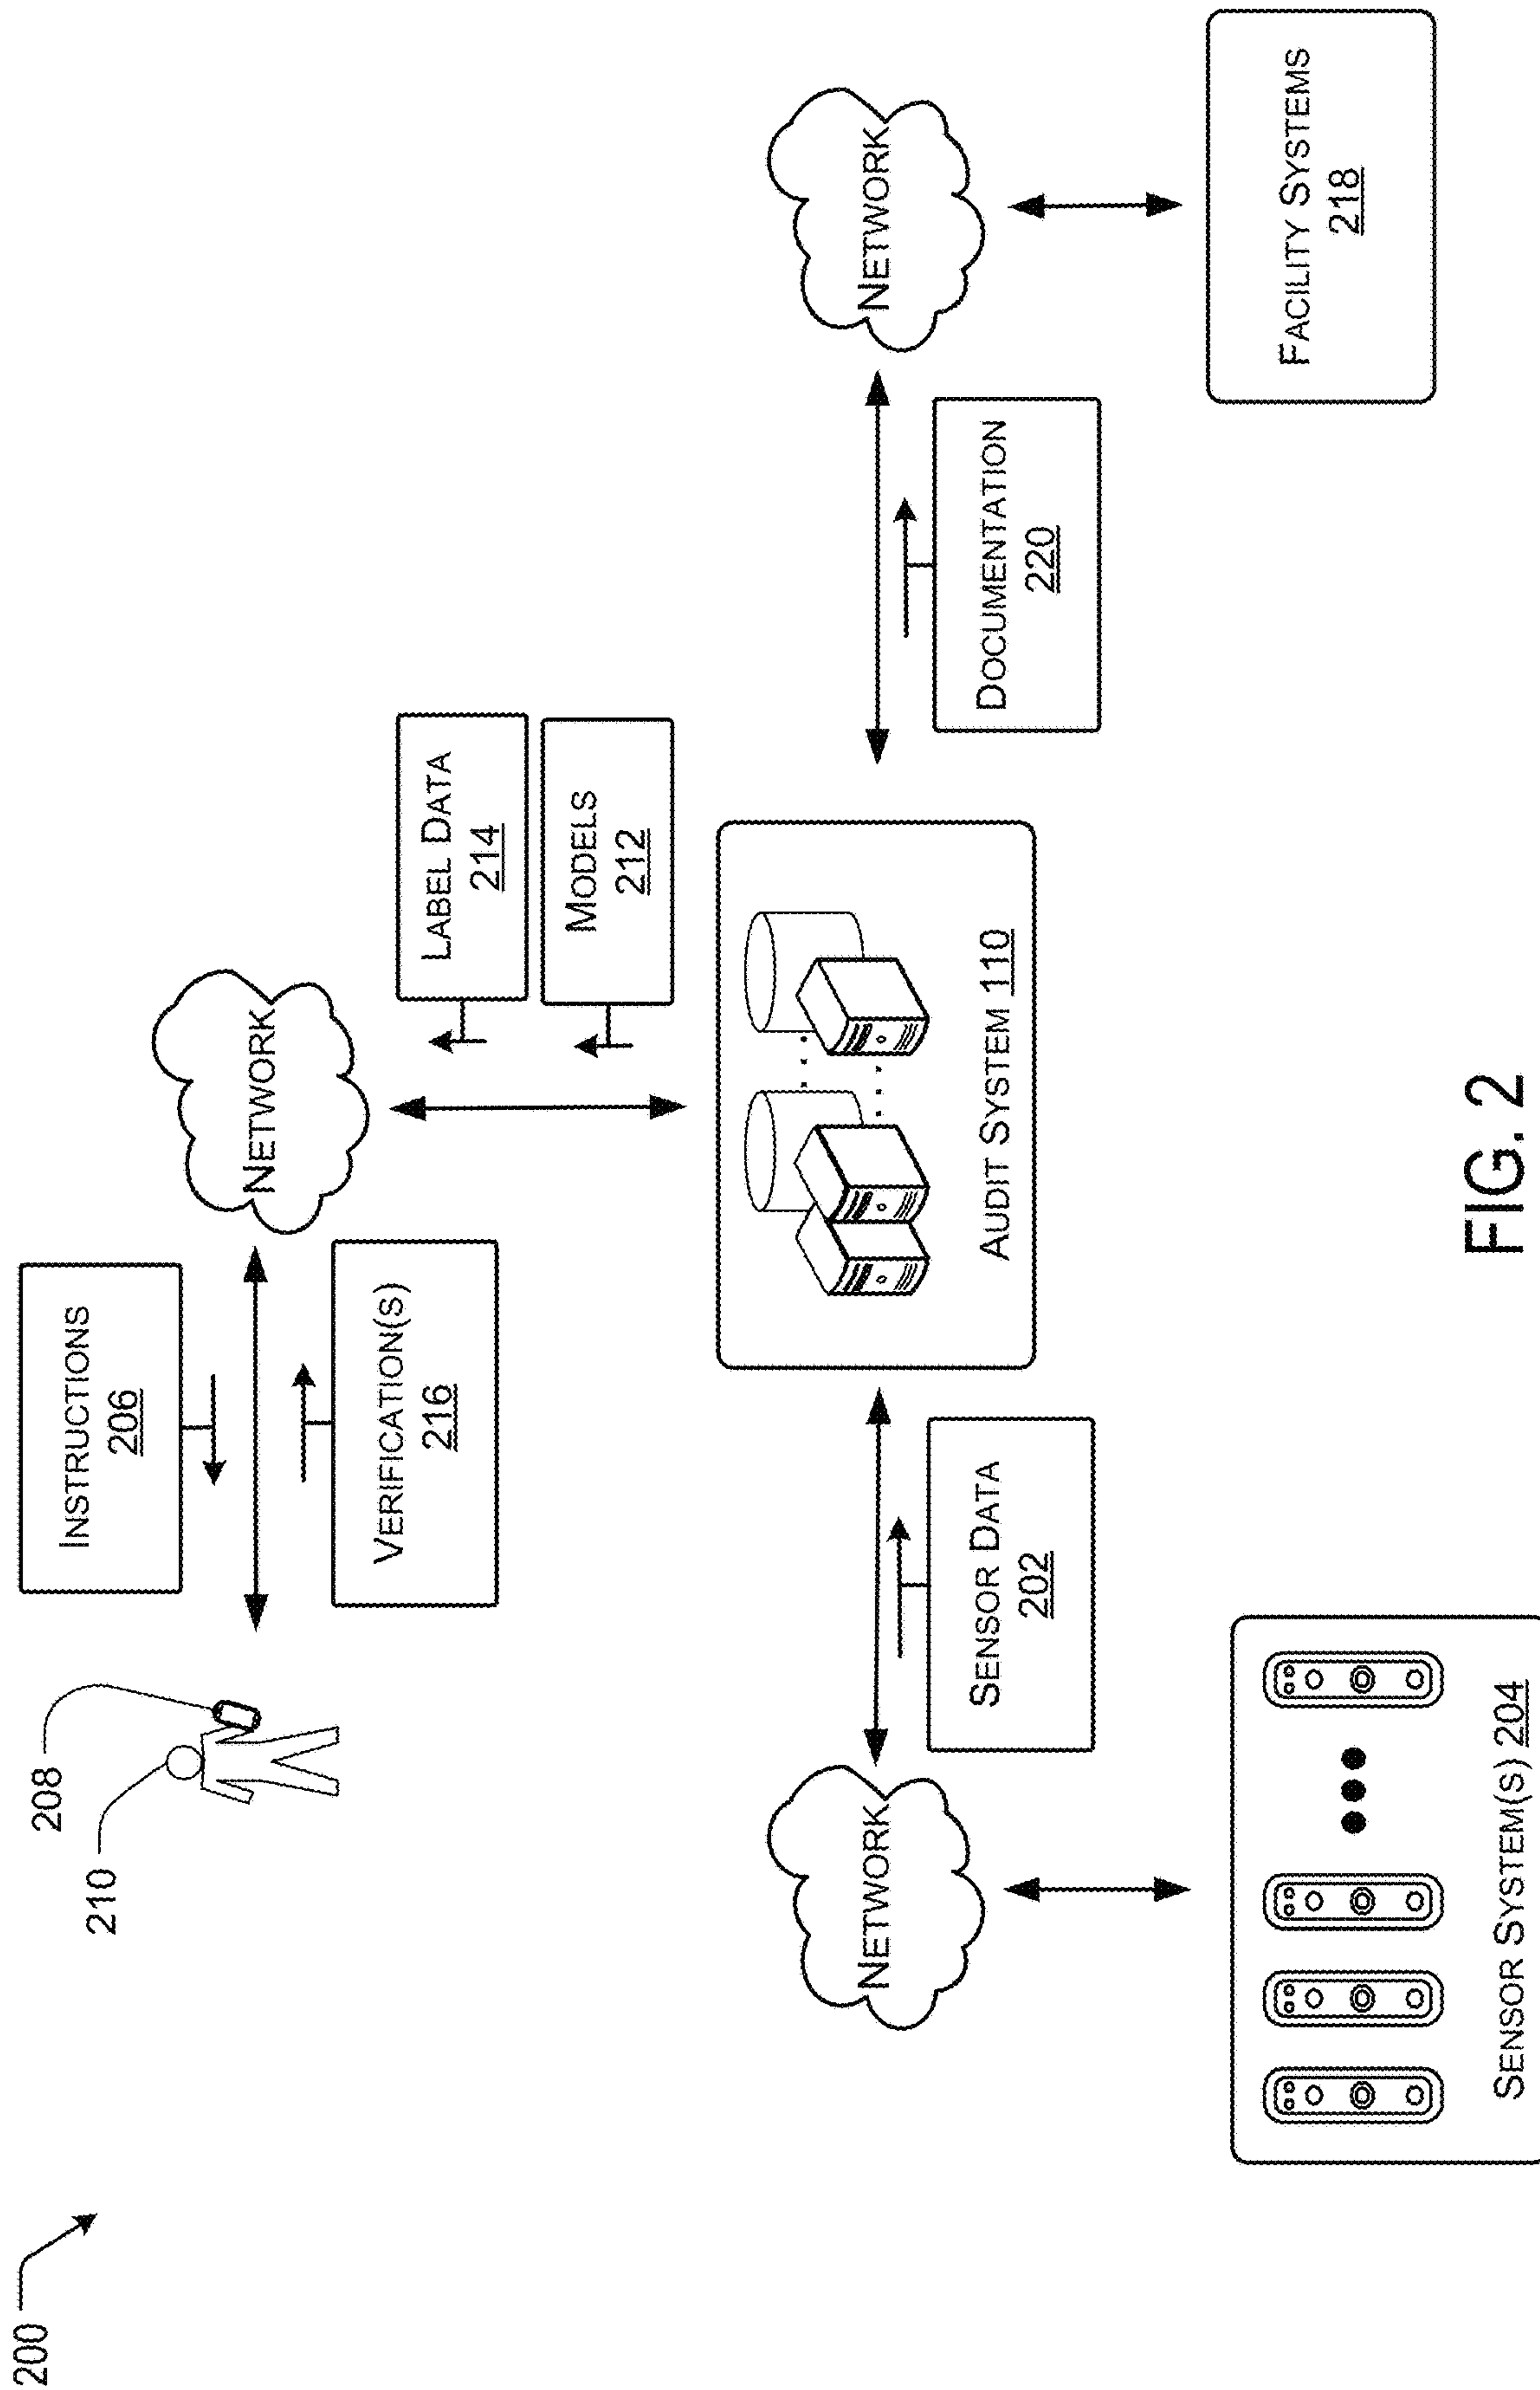 200
208
210
INSTRUCTIONS
206
NETWORK
VERIFICATION(S)
216
LABEL DATA
214
MODELS
212
NETWORK
SENSOR DATA
202
AUDIT SYSTEM 110
NETWORK
DOCUMENTATION
220
SENSOR SYSTEM(S) 204
FACILITY SYSTEMS
218
FIG. 2